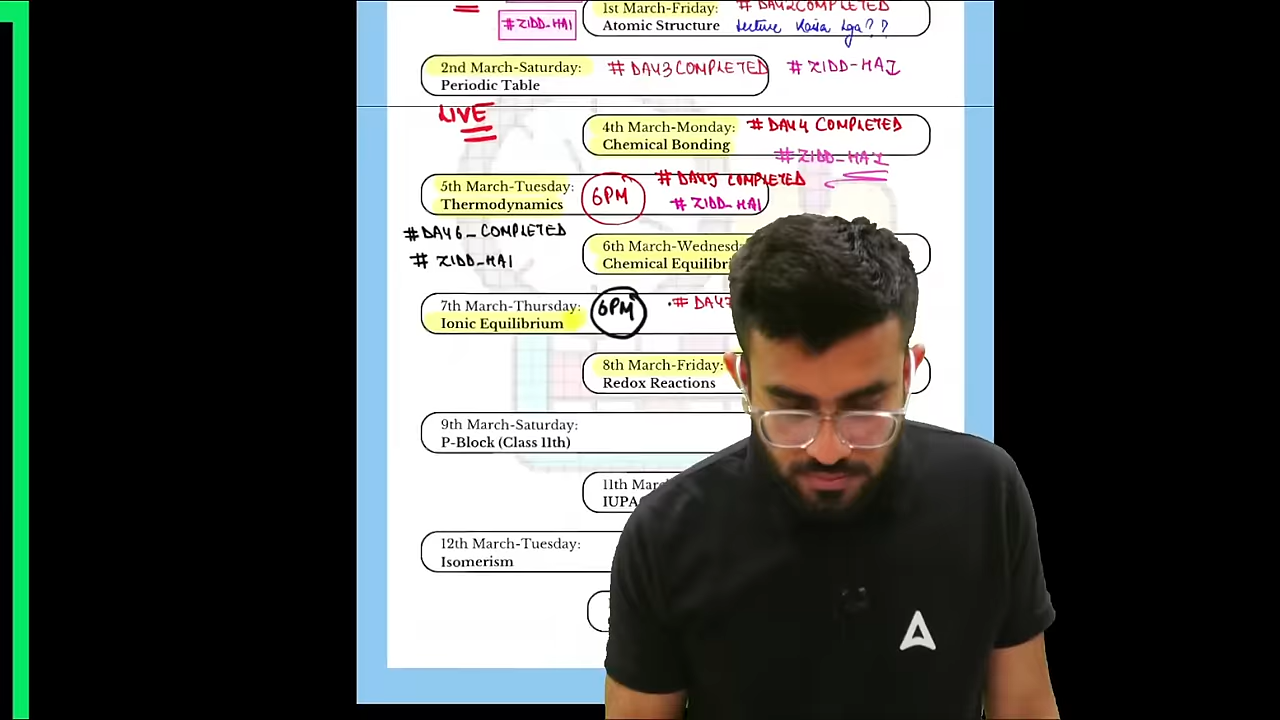 1st March-Friday: # DAY2COMPLETED
# ZIDD-HAI
Atomic Structure Lecture Kaisa Lga??
2nd March-Saturday: # DAY3COMPLETED # ZIDD-HAI
Periodic Table
LIVE
4th March-Monday: # DAY4 COMPLETED
Chemical Bonding
# ZIDD-HAI
5th March-Tuesday: 6PM # DAY5 COMPLETED
Thermodynamics # ZIDD-HAI
#DAY6_COMPLETED
# ZIDD-HAI
6th March-Wednesd
Chemical Equilibri
7th March-Thursday: 6PM # DAY7
Ionic Equilibrium
8th March-Friday:
Redox Reactions
9th March-Saturday:
P-Block (Class 11th)
11th Marc
IUPA
12th March-Tuesday:
Isomerism